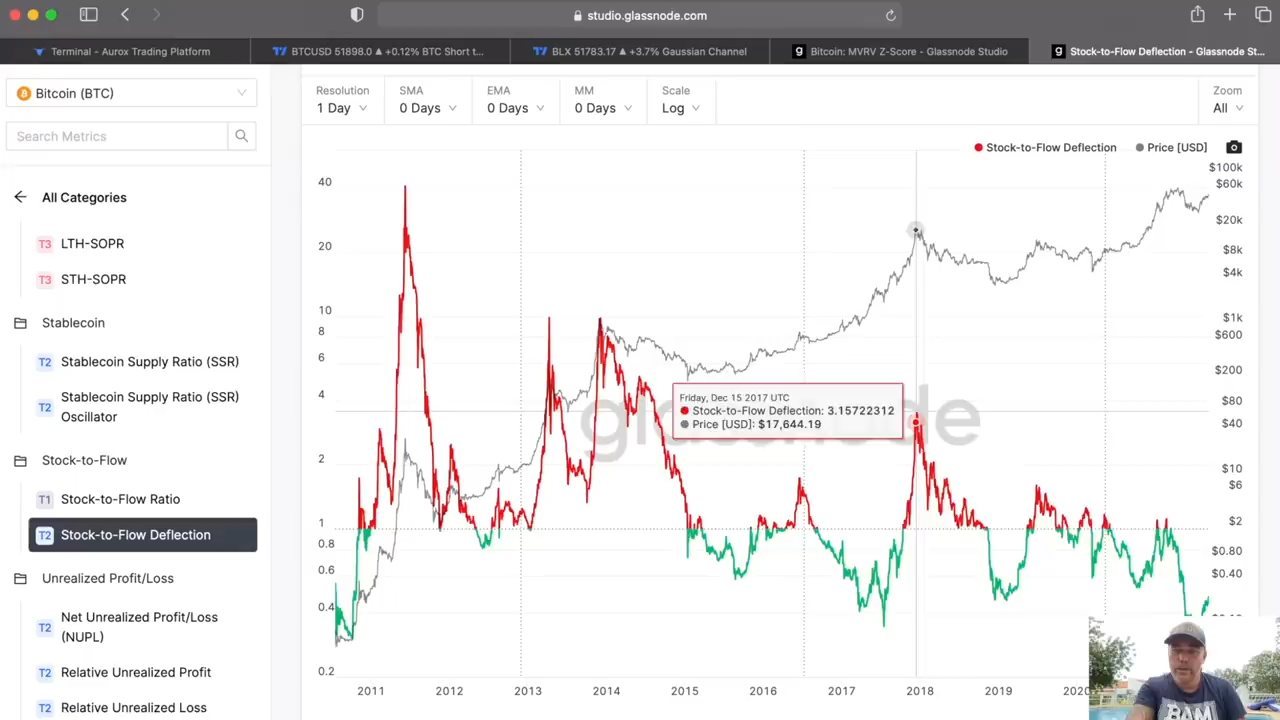 studio.glassnode.com
Terminal - Aurox Trading Platform
BTCUSD 51898.0 ▲ +0.12% BTC Short t...
BLX 51783.17 ▲ +3.7% Gaussian Channel
g Bitcoin: MVRV Z-Score - Glassnode Studio
g Stock-to-Flow Deflection - Glassnode St...
Bitcoin (BTC)
Search Metrics
All Categories
T3 LTH-SOPR
T3 STH-SOPR
Stablecoin
T2 Stablecoin Supply Ratio (SSR)
T2 Stablecoin Supply Ratio (SSR)
Oscillator
Stock-to-Flow
T1 Stock-to-Flow Ratio
T2 Stock-to-Flow Deflection
Unrealized Profit/Loss
T2 Net Unrealized Profit/Loss
(NUPL)
T2 Relative Unrealized Profit
T2 Relative Unrealized Loss
Resolution
1 Day
SMA
0 Days
EMA
0 Days
MM
0 Days
Scale
Log
Zoom
All
Stock-to-Flow Deflection
Price [USD]
40
20
10
8
6
4
2
1
0.8
0.6
0.4
0.2
$100k
$60k
$20k
$8k
$4k
$1k
$600
$200
$80
$40
$10
$6
$2
$0.80
$0.40
glassnode
Friday, Dec 15 2017 UTC
Stock-to-Flow Deflection: 3.15722312
Price [USD]: $17,644.19
2011 2012 2013 2014 2015 2016 2017 2018 2019 2020
BAM